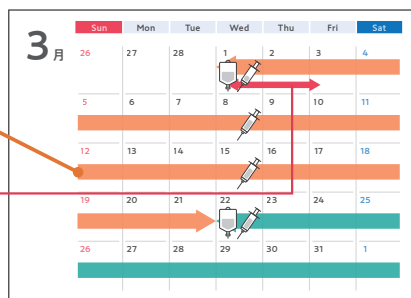 3月
Sun Mon Tue Wed Thu Fri Sat
26 27 28 1 2 3 4
5 6 7 8 9 10 11
12 13 14 15 16 17 18
19 20 21 22 23 24 25
26 27 28 29 30 31 1